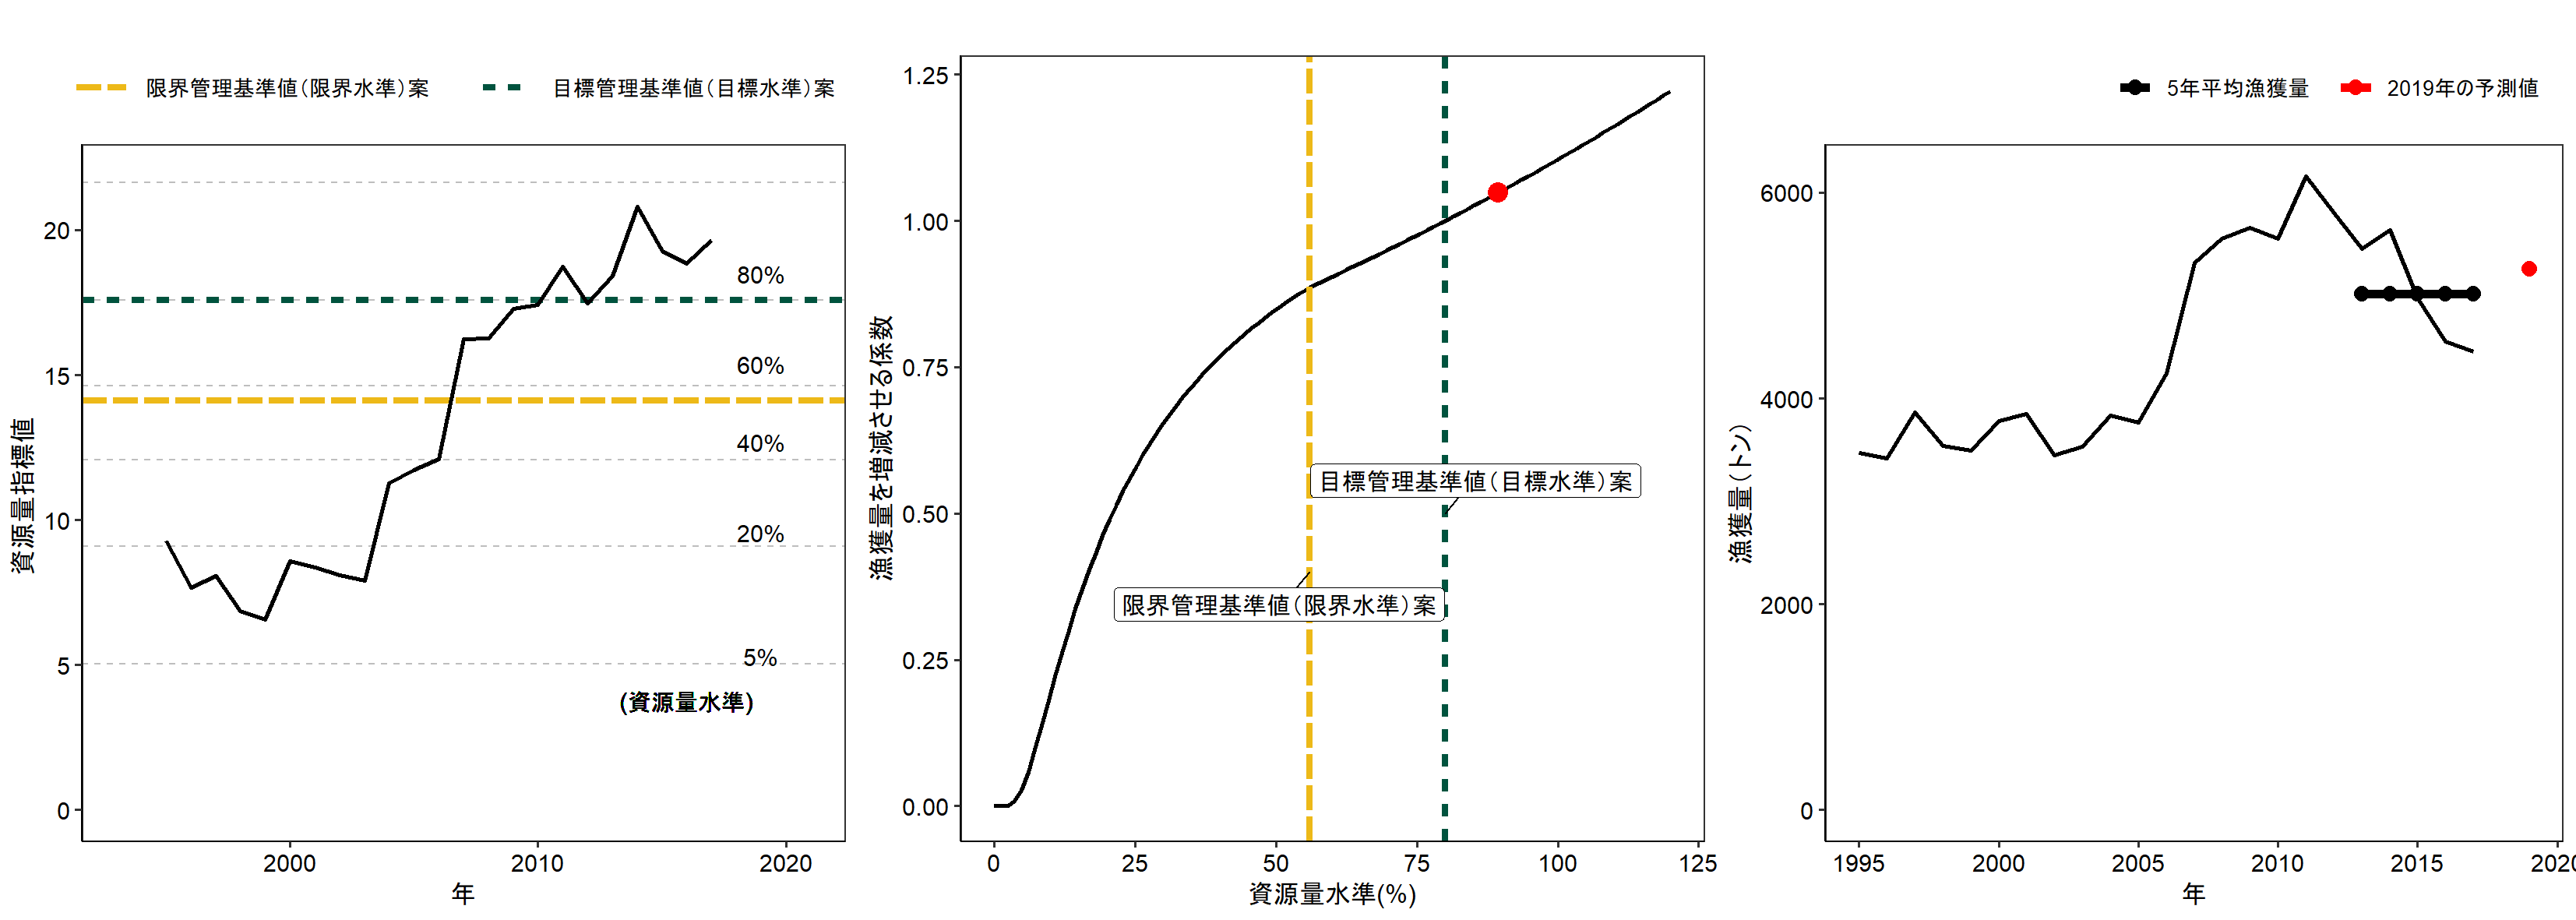 限界管理基準値(限界水準)案
目標管理基準値(目標水準)案
資源量指標値
20
15
10
5
0
80%
60%
40%
20%
5%
(資源量水準)
2000
2010
2020
年
漁獲量を増減させる係数
1.25
1.00
0.75
0.50
0.25
0.00
目標管理基準値(目標水準)案
限界管理基準値(限界水準)案
0
25
50
75
100
125
資源量水準(%)
5年平均漁獲量
2019年の予測値
漁獲量(トン)
6000
4000
2000
0
1995
2000
2005
2010
2015
2020
年